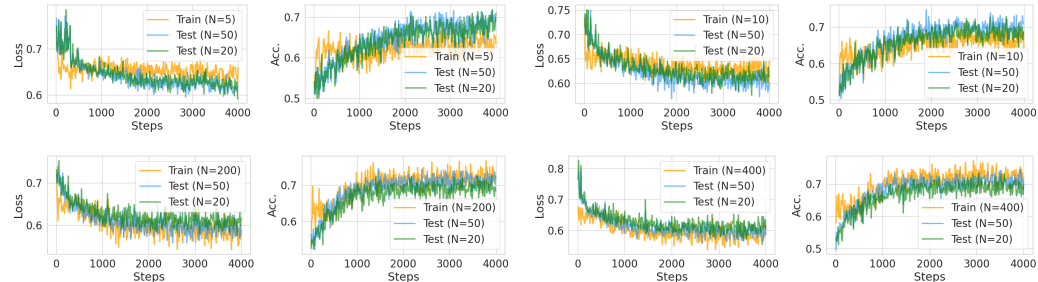 Loss
0.7
0.6
Train (N=5)
Test (N=50)
Test (N=20)
0 1000 2000 3000 4000
Steps
Acc.
0.7
0.6
0.5
Train (N=5)
Test (N=50)
Test (N=20)
0 1000 2000 3000 4000
Steps
Loss
0.75
0.70
0.65
0.60
Train (N=10)
Test (N=50)
Test (N=20)
0 1000 2000 3000 4000
Steps
Acc.
0.7
0.6
0.5
Train (N=10)
Test (N=50)
Test (N=20)
0 1000 2000 3000 4000
Steps
Loss
0.7
0.6
Train (N=200)
Test (N=50)
Test (N=20)
0 1000 2000 3000 4000
Steps
Acc.
0.7
0.6
Train (N=200)
Test (N=50)
Test (N=20)
0 1000 2000 3000 4000
Steps
Loss
0.8
0.7
0.6
Train (N=400)
Test (N=50)
Test (N=20)
0 1000 2000 3000 4000
Steps
Acc.
0.7
0.6
0.5
Train (N=400)
Test (N=50)
Test (N=20)
0 1000 2000 3000 4000
Steps